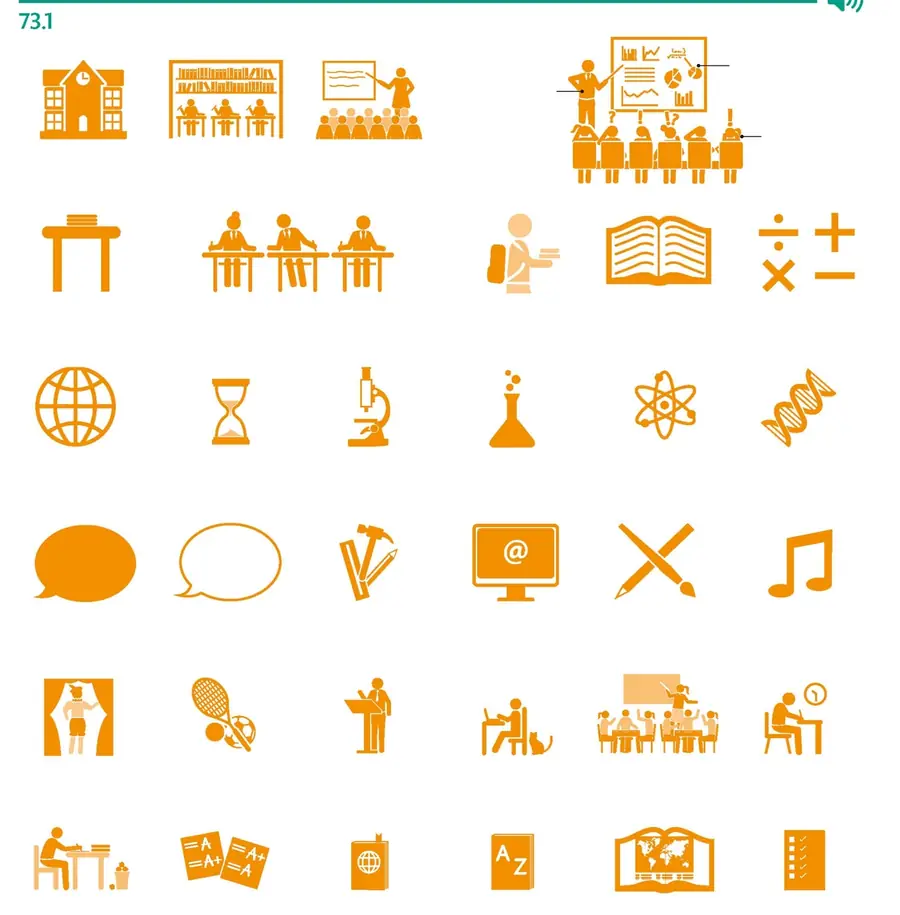 73.1
? ! !? !
÷ +
× −
@
=A
=A+
=A+
=A
A
Z